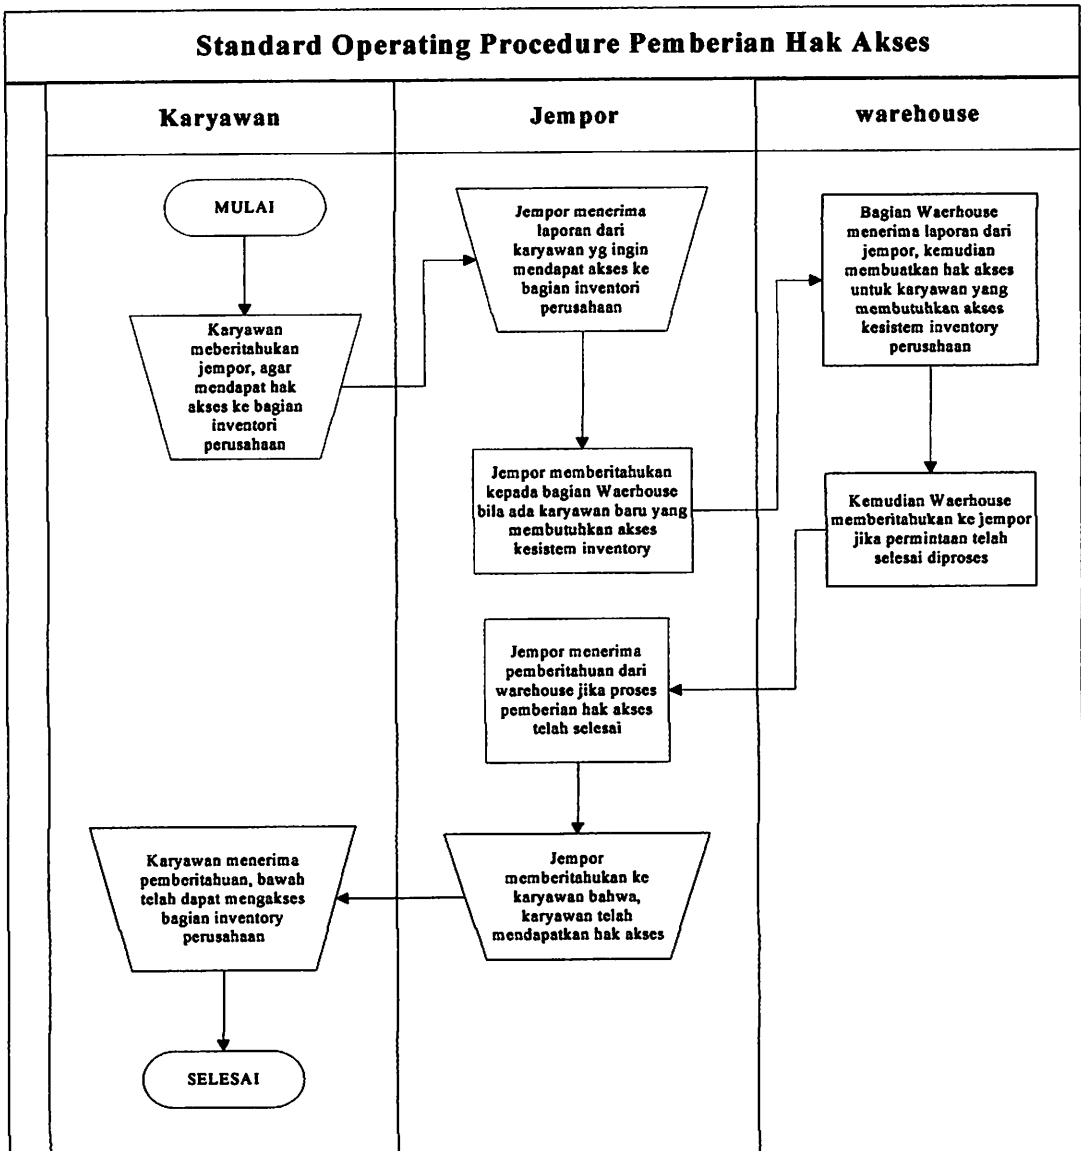 Standard Operating Procedure Pemberian Hak Akses
Karyawan
Jempor
warehouse
MULAI
Karyawan
meberitahukan
jempor, agar
mendapat hak
akses ke bagian
inventori
perusahaan
Jempor menerima
laporan dari
karyawan yg ingin
mendapat akses ke
bagian inventori
perusahaan
Jempor memberitahukan
kepada bagian Waerhouse
bila ada karyawan baru yang
membutuhkan akses
kesistem inventory
Bagian Waerhouse
menerima laporan dari
jempor, kemudian
membuatkan hak akses
untuk karyawan yang
membutuhkan akses
kesistem inventory
perusahaan
Kemudian Waerhouse
memberitahukan ke jempor
jika permintaan telah
selesai diproses
Jempor menerima
pemberitahuan dari
warehouse jika proses
pemberian hak akses
telah selesai
Jempor
memberitahukan ke
karyawan bahwa,
karyawan telah
mendapatkan hak akses
Karyawan menerima
pemberitahuan, bawah
telah dapat mengakses
bagian inventory
perusahaan
SELESAI